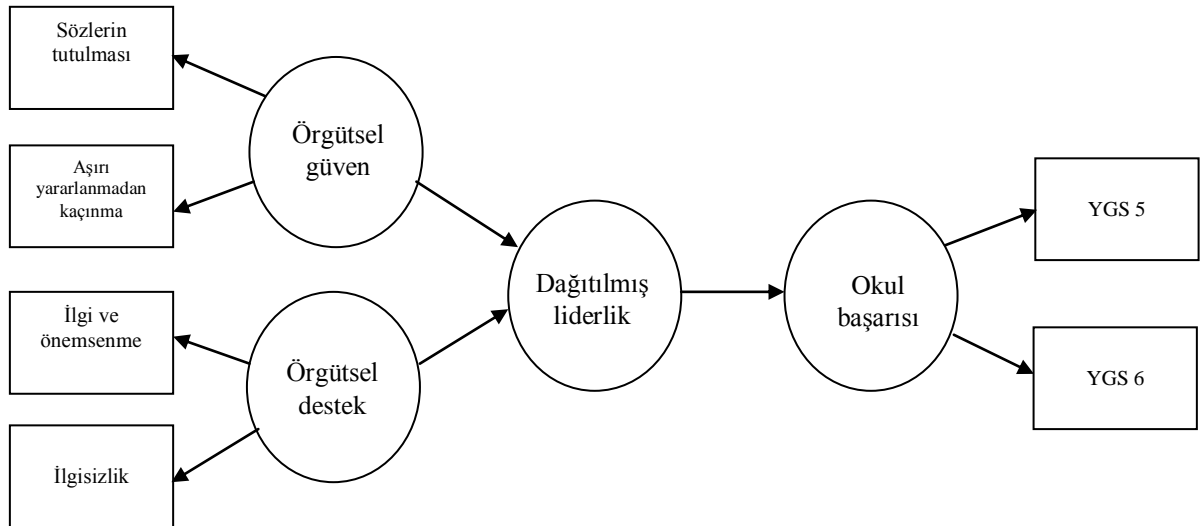 Sözlerin
tutulması
Örgütsel
güven
Aşırı
yararlanmadan
kaçınma
İlgi ve
önemsenme
Örgütsel
destek
İlgisizlik
Dağıtılmış
liderlik
Okul
başarısı
YGS 5
YGS 6